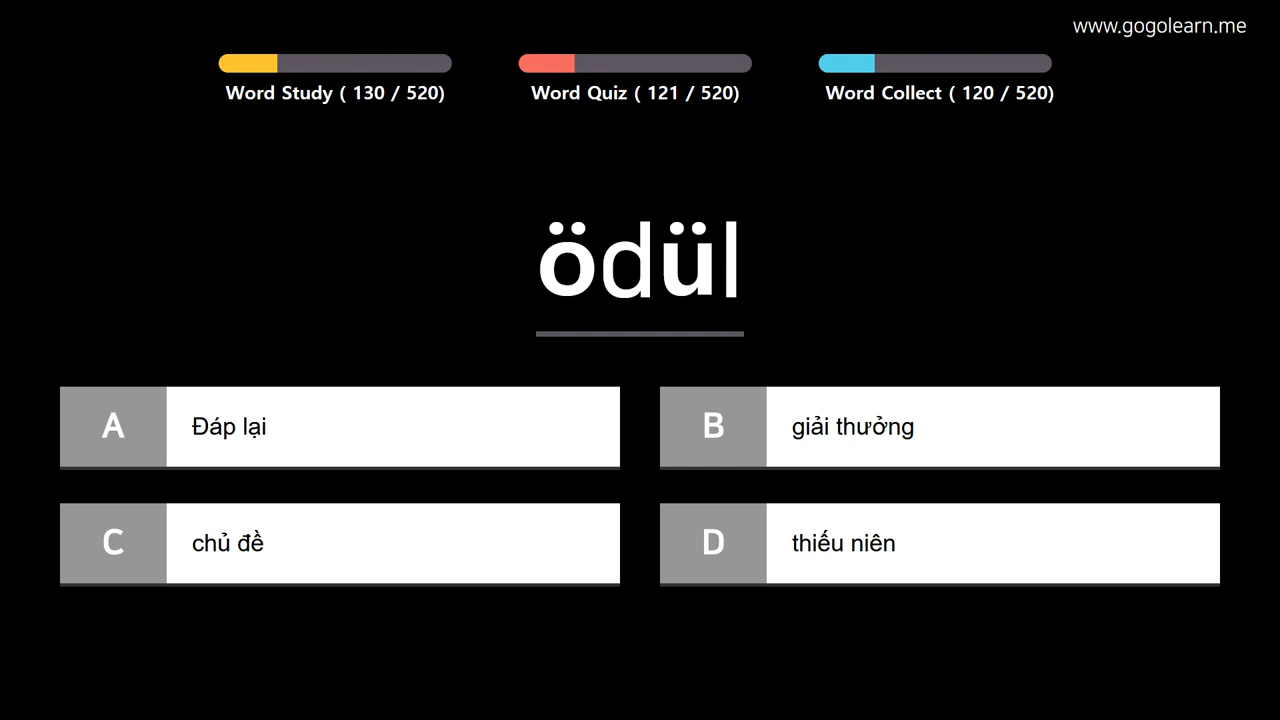 www.gogolearn.me
Word Study ( 130 / 520)
Word Quiz ( 121 / 520)
Word Collect ( 120 / 520)
ödül
A
Đáp lại
B
giải thưởng
C
chủ đề
D
thiếu niên